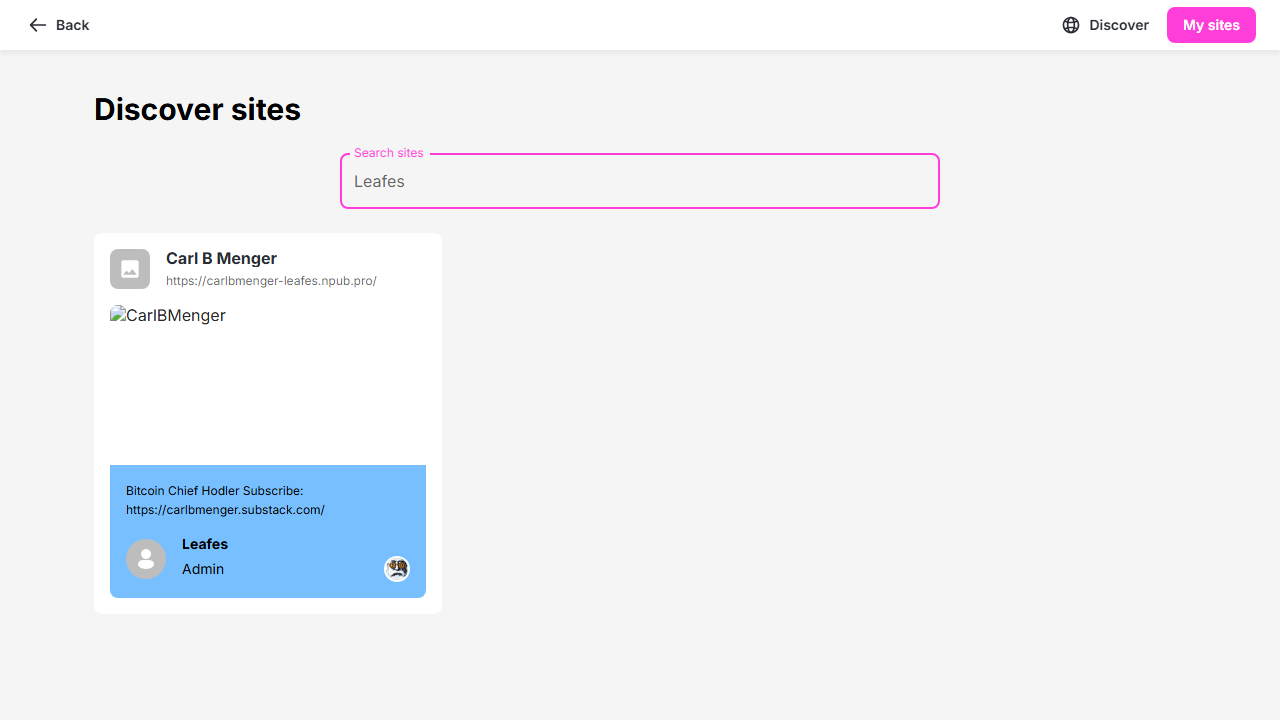 Back
Discover
My sites
Discover sites
Search sites
Leafes
Carl B Menger
https://carlbmenger-leafes.npub.pro/
CarlBMenger
Bitcoin Chief Hodler Subscribe:
https://carlbmenger.substack.com/
Leafes
Admin